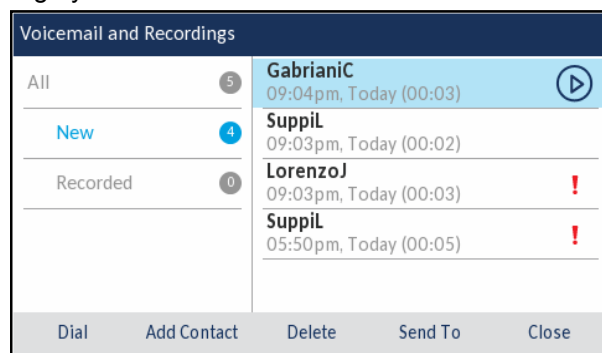 Voicemail and Recordings
All 5
New 4
Recorded 0
GabrianiC
09:04pm, Today (00:03)
SuppiL
09:03pm, Today (00:02)
LorenzoJ
09:03pm, Today (00:03)
!
SuppiL
05:50pm, Today (00:05)
!
Dial Add Contact Delete Send To Close